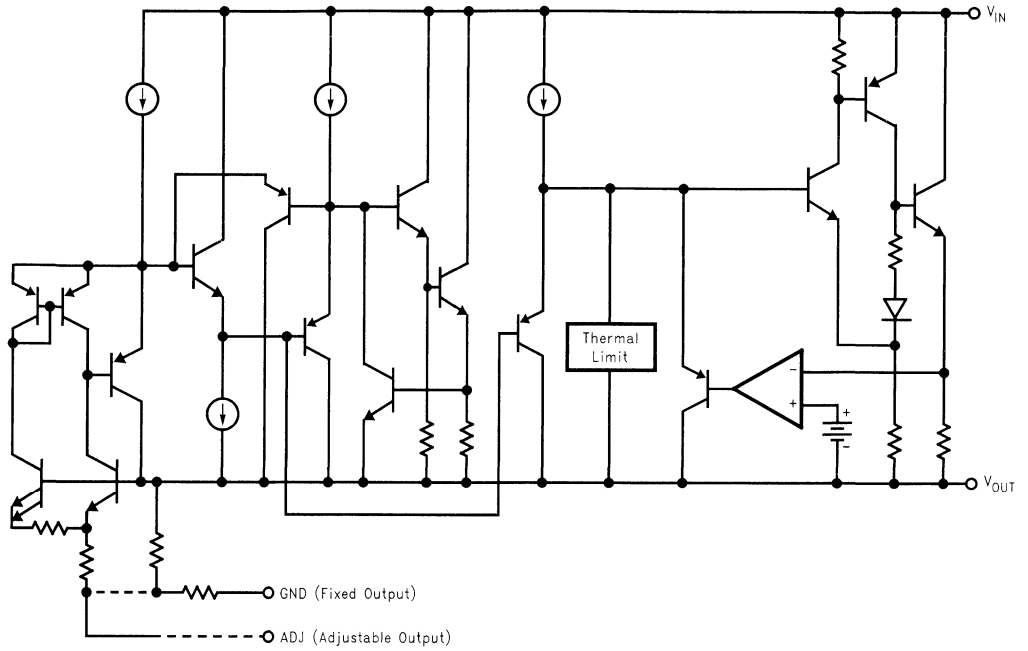 V_IN
Thermal
Limit
−
+
+
−
V_OUT
GND (Fixed Output)
ADJ (Adjustable Output)